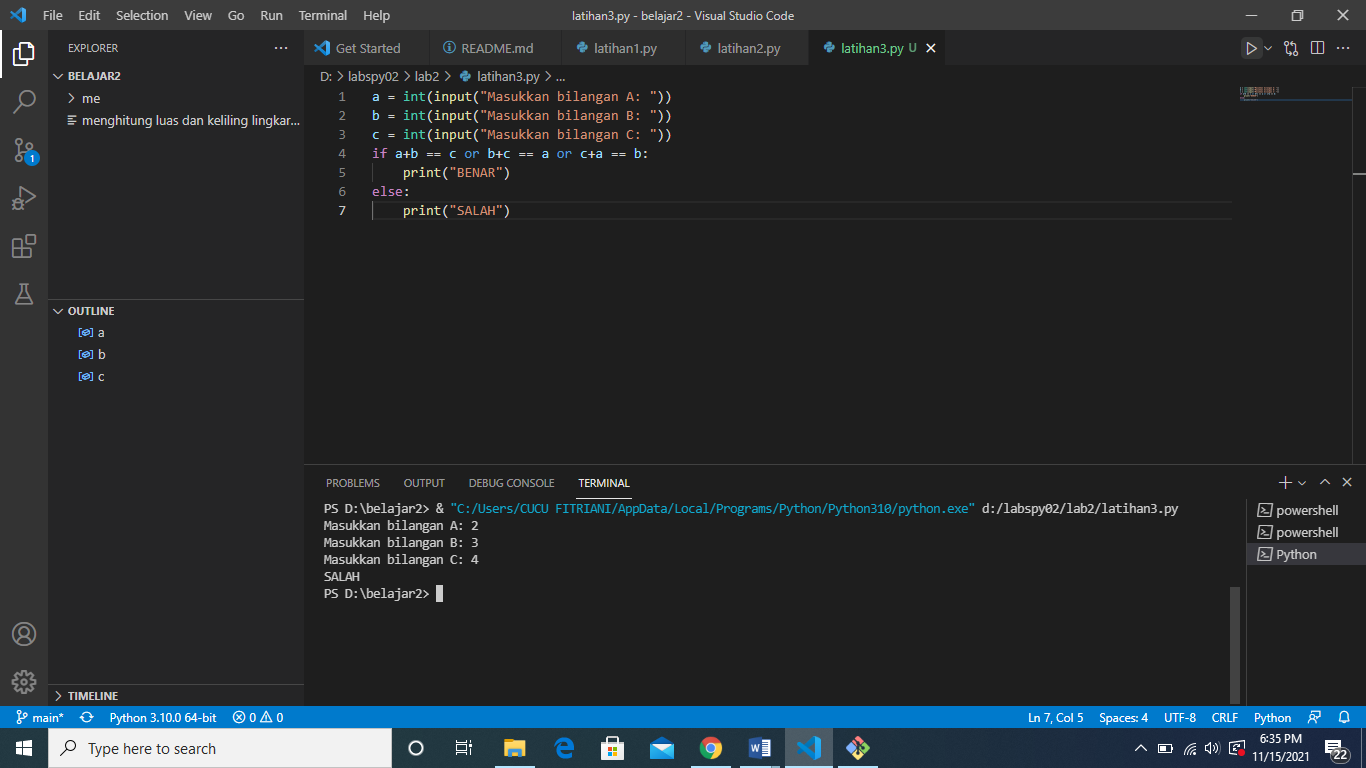 File Edit Selection View Go Run Terminal Help latihan3.py - belajar2 - Visual Studio Code
EXPLORER
BELAJAR2
me
menghitung luas dan keliling lingkar...
OUTLINE
a
b
c
TIMELINE
Get Started README.md latihan1.py latihan2.py latihan3.py U
D: > labspy02 > lab2 > latihan3.py > ...
1 a = int(input("Masukkan bilangan A: "))
2 b = int(input("Masukkan bilangan B: "))
3 c = int(input("Masukkan bilangan C: "))
4 if a+b == c or b+c == a or c+a == b:
5     print("BENAR")
6 else:
7     print("SALAH")
PROBLEMS OUTPUT DEBUG CONSOLE TERMINAL
PS D:\belajar2> & "C:/Users/CUCU FITRIANI/AppData/Local/Programs/Python/Python310/python.exe" d:/labspy02/lab2/latihan3.py
Masukkan bilangan A: 2
Masukkan bilangan B: 3
Masukkan bilangan C: 4
SALAH
PS D:\belajar2>
powershell
powershell
Python
1
main* Python 3.10.0 64-bit 0 0 Ln 7, Col 5 Spaces: 4 UTF-8 CRLF Python
Type here to search
6:35 PM
11/15/2021
22